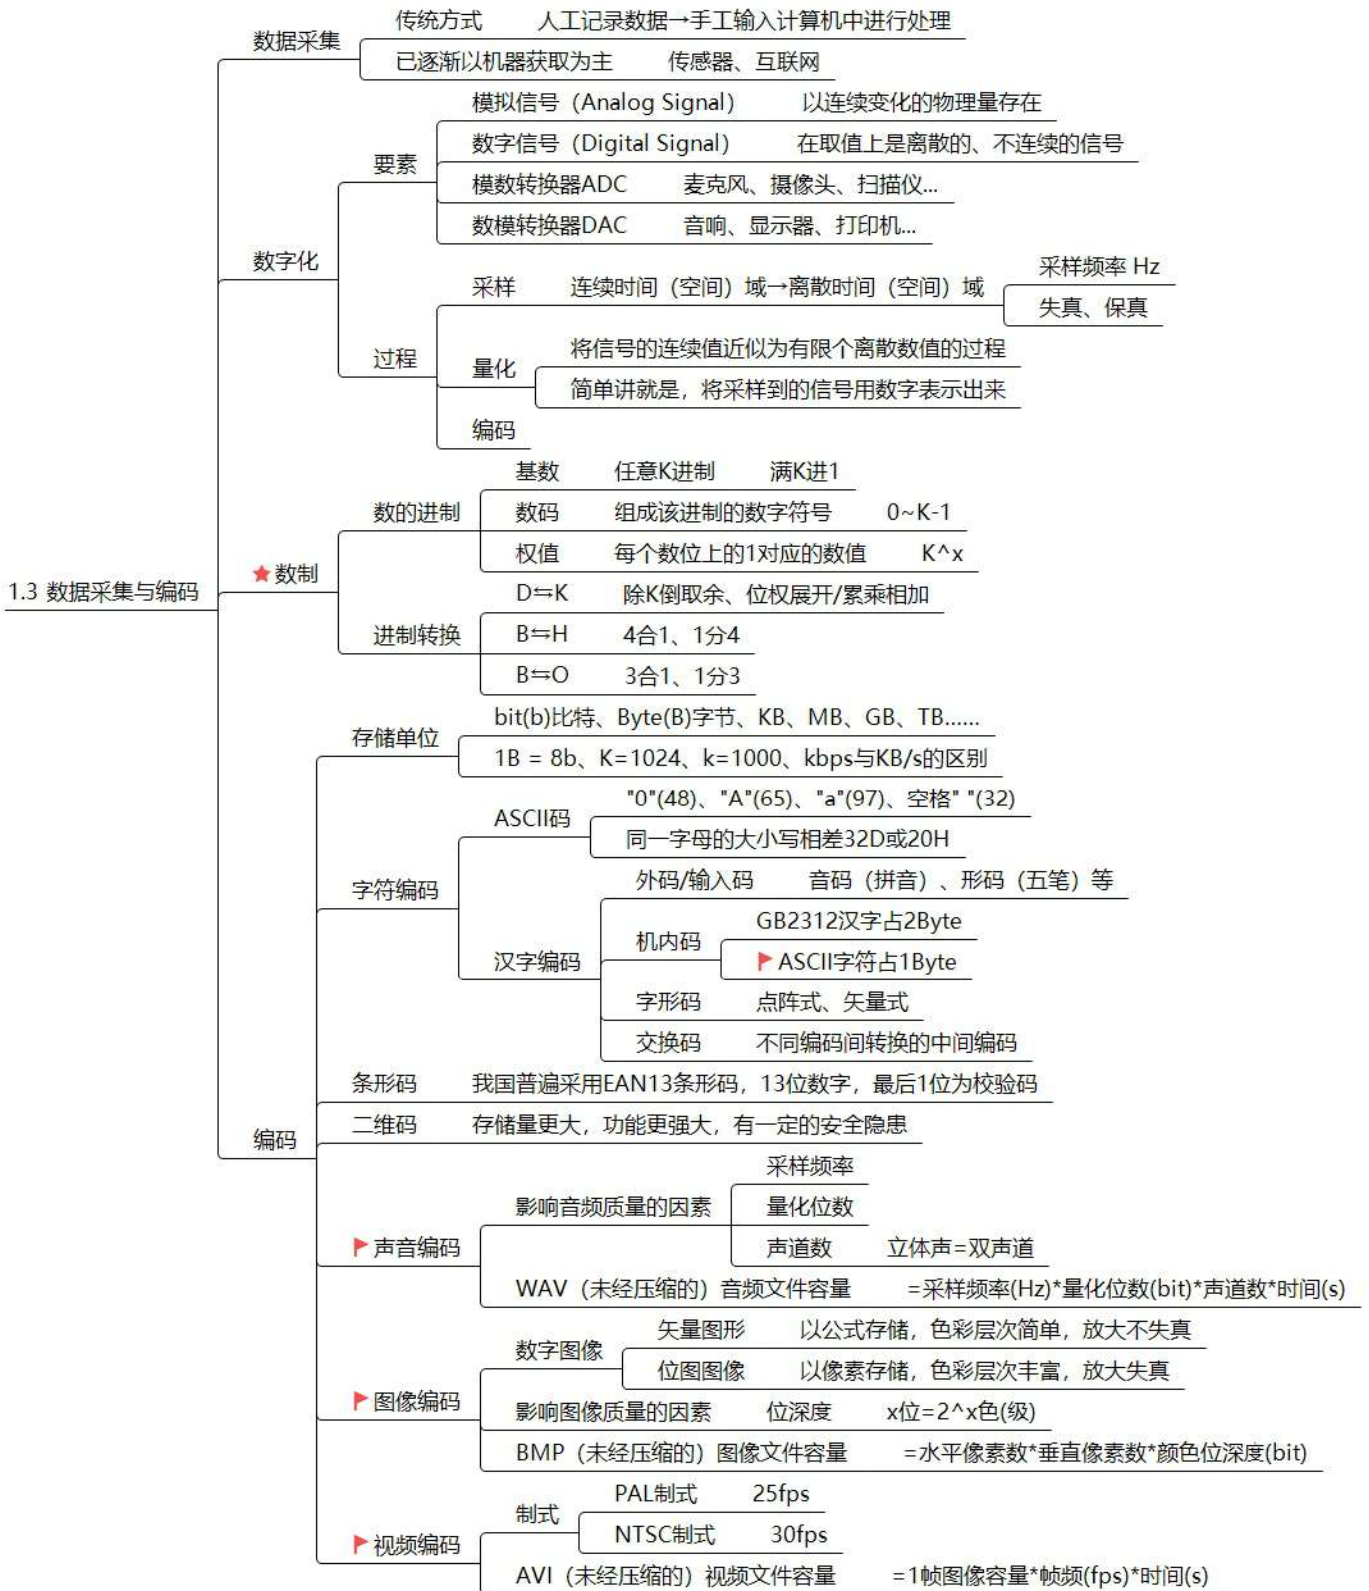 传统方式 人工记录数据→手工输入计算机中进行处理
数据采集
已逐渐以机器获取为主 传感器、互联网
模拟信号（Analog Signal） 以连续变化的物理量存在
数字信号（Digital Signal） 在取值上是离散的、不连续的信号
要素
模数转换器ADC 麦克风、摄像头、扫描仪...
数模转换器DAC 音响、显示器、打印机...
数字化
采样频率 Hz
采样 连续时间（空间）域→离散时间（空间）域
失真、保真
将信号的连续值近似为有限个离散数值的过程
过程
量化
简单讲就是，将采样到的信号用数字表示出来
编码
基数 任意K进制 满K进1
数的进制 数码 组成该进制的数字符号 0~K-1
权值 每个数位上的1对应的数值 K^x
数制
1.3 数据采集与编码
D⇆K 除K倒取余、位权展开/累乘相加
进制转换 B⇆H 4合1、1分4
B⇆O 3合1、1分3
bit(b)比特、Byte(B)字节、KB、MB、GB、TB......
存储单位
1B = 8b、K=1024、k=1000、kbps与KB/s的区别
"0"(48)、"A"(65)、"a"(97)、空格" "(32)
ASCII码
同一字母的大小写相差32D或20H
字符编码
外码/输入码 音码（拼音）、形码（五笔）等
GB2312汉字占2Byte
机内码
ASCII字符占1Byte
汉字编码
字形码 点阵式、矢量式
交换码 不同编码间转换的中间编码
条形码 我国普遍采用EAN13条形码，13位数字，最后1位为校验码
二维码 存储量更大，功能更强大，有一定的安全隐患
编码
采样频率
影响音频质量的因素 量化位数
声道数 立体声=双声道
声音编码
WAV（未经压缩的）音频文件容量 =采样频率(Hz)*量化位数(bit)*声道数*时间(s)
矢量图形 以公式存储，色彩层次简单，放大不失真
数字图像
位图图像 以像素存储，色彩层次丰富，放大失真
图像编码
影响图像质量的因素 位深度 x位=2^x色(级)
BMP（未经压缩的）图像文件容量 =水平像素数*垂直像素数*颜色位深度(bit)
PAL制式 25fps
制式
NTSC制式 30fps
视频编码
AVI（未经压缩的）视频文件容量 =1帧图像容量*帧频(fps)*时间(s)